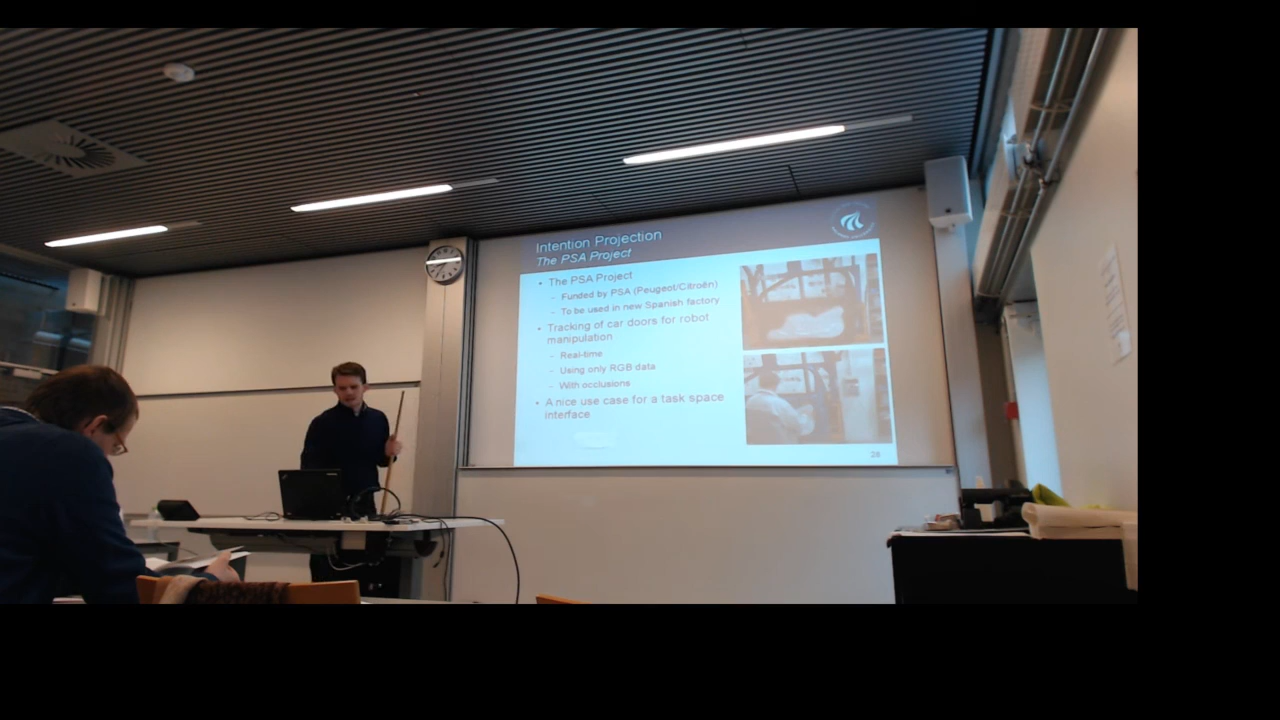 Intention Projection
The PSA Project
• The PSA Project
– Funded by PSA (Peugeot/Citroën)
– To be used in new Spanish factory
• Tracking of car doors for robot
manipulation
– Real-time
– Using only RGB data
– With occlusions
• A nice use case for a task space
interface
26